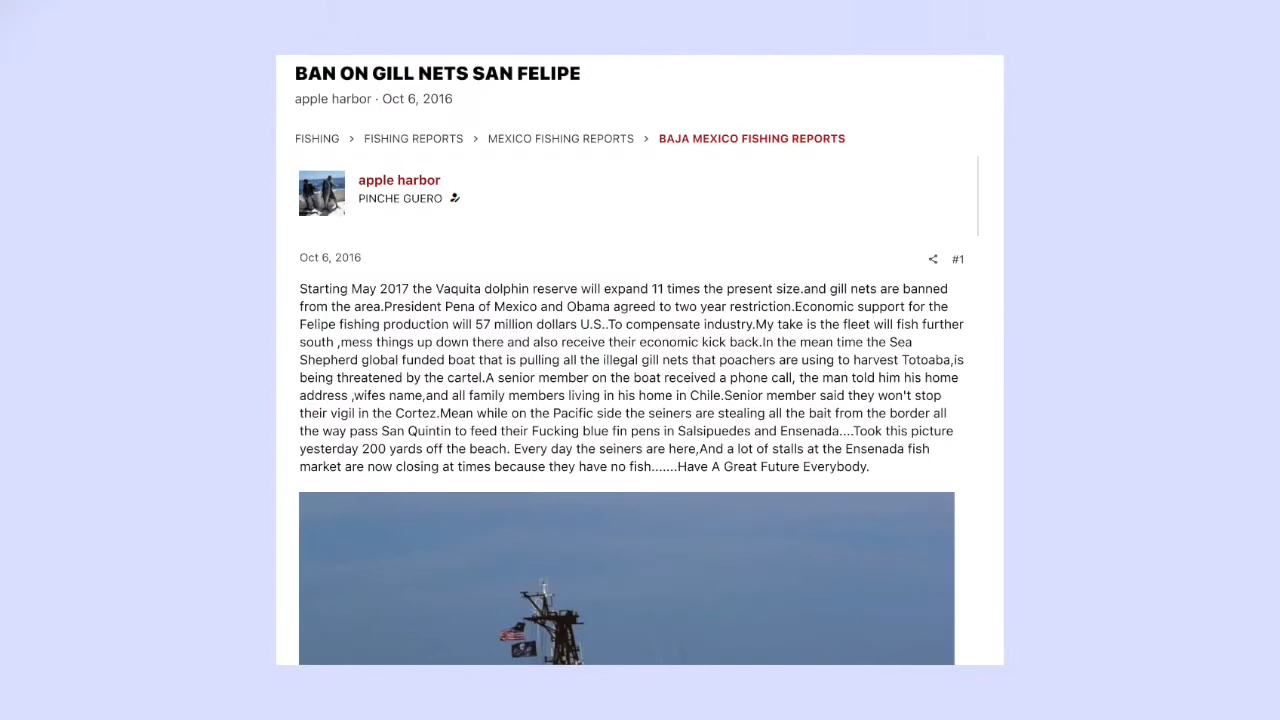 BAN ON GILL NETS SAN FELIPE
apple harbor · Oct 6, 2016
FISHING > FISHING REPORTS > MEXICO FISHING REPORTS > BAJA MEXICO FISHING REPORTS
apple harbor
PINCHE GUERO
Oct 6, 2016
#1
Starting May 2017 the Vaquita dolphin reserve will expand 11 times the present size.and gill nets are banned
from the area.President Pena of Mexico and Obama agreed to two year restriction.Economic support for the
Felipe fishing production will 57 million dollars U.S..To compensate industry.My take is the fleet will fish further
south ,mess things up down there and also receive their economic kick back.In the mean time the Sea
Shepherd global funded boat that is pulling all the illegal gill nets that poachers are using to harvest Totoaba,is
being threatened by the cartel.A senior member on the boat received a phone call, the man told him his home
address ,wifes name,and all family members living in his home in Chile.Senior member said they won't stop
their vigil in the Cortez.Mean while on the Pacific side the seiners are stealing all the bait from the border all
the way pass San Quintin to feed their Fucking blue fin pens in Salsipuedes and Ensenada....Took this picture
yesterday 200 yards off the beach. Every day the seiners are here,And a lot of stalls at the Ensenada fish
market are now closing at times because they have no fish.......Have A Great Future Everybody.